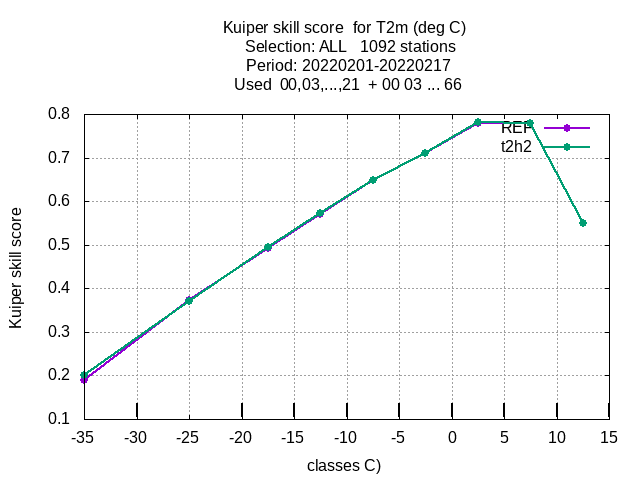 Kuiper skill score  for T2m (deg C)
Selection: ALL   1092 stations
Period: 20220201-20220217
Used  00,03,...,21  + 00 03 ... 66
0.8
0.7
0.6
0.5
0.4
0.3
0.2
0.1
Kuiper skill score
REF
t2h2
-35 -30 -25 -20 -15 -10 -5 0 5 10 15
classes C)